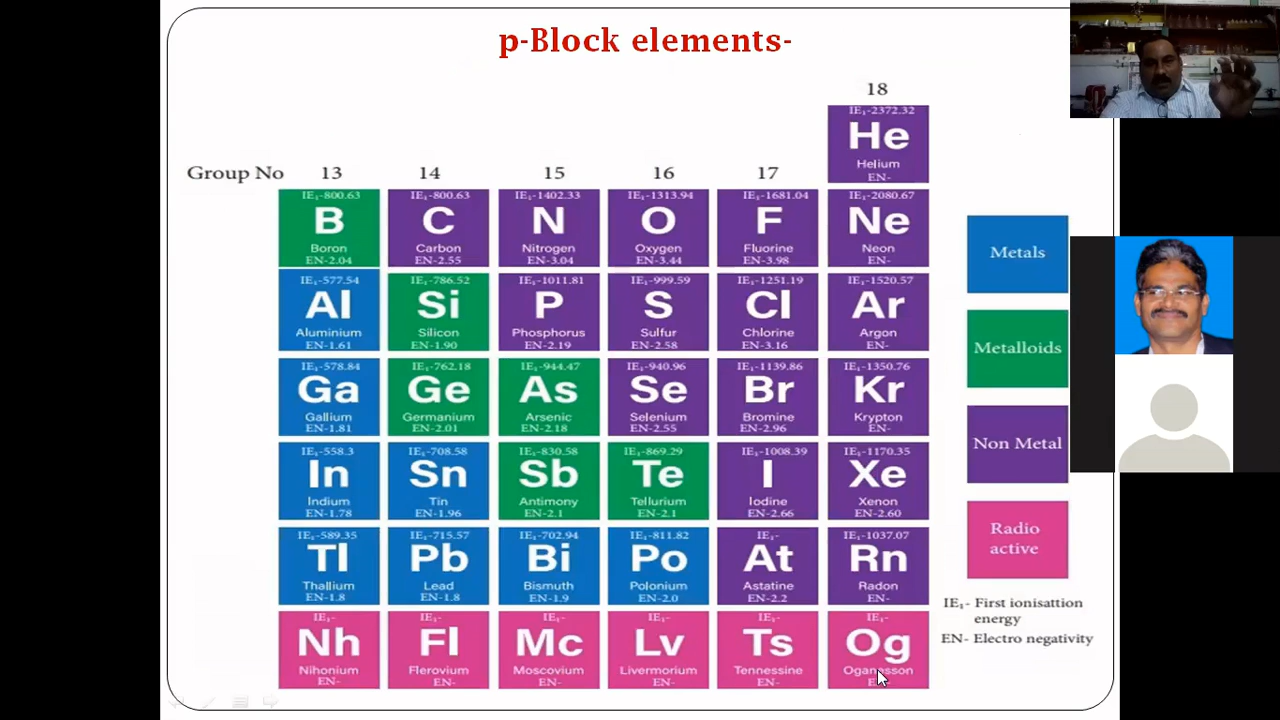 p-Block elements-
18
IE₁-2372.32
He
Helium
EN-
Group No 13 14 15 16 17
IE₁-800.63 IE₁-800.63 IE₁-1402.33 IE₁-1313.94 IE₁-1681.04 IE₁-2080.67
B C N O F Ne
Boron Carbon Nitrogen Oxygen Fluorine Neon
EN-2.04 EN-2.55 EN-3.04 EN-3.44 EN-3.98 EN-
IE₁-577.54 IE₁-786.52 IE₁-1011.81 IE₁-999.59 IE₁-1251.19 IE₁-1520.57
Al Si P S Cl Ar
Aluminium Silicon Phosphorus Sulfur Chlorine Argon
EN-1.61 EN-1.90 EN-2.19 EN-2.58 EN-3.16 EN-
IE₁-578.84 IE₁-762.18 IE₁-944.47 IE₁-940.96 IE₁-1139.86 IE₁-1350.76
Ga Ge As Se Br Kr
Gallium Germanium Arsenic Selenium Bromine Krypton
EN-1.81 EN-2.01 EN-2.18 EN-2.55 EN-2.96 EN-
IE₁-558.3 IE₁-708.58 IE₁-830.58 IE₁-869.29 IE₁-1008.39 IE₁-1170.35
In Sn Sb Te I Xe
Indium Tin Antimony Tellurium Iodine Xenon
EN-1.78 EN-1.96 EN-2.1 EN-2.1 EN-2.66 EN-2.60
IE₁-589.35 IE₁-715.57 IE₁-702.94 IE₁-811.82 IE₁- IE₁-1037.07
Tl Pb Bi Po At Rn
Thallium Lead Bismuth Polonium Astatine Radon
EN-1.8 EN-1.8 EN-1.9 EN-2.0 EN-2.2 EN-
IE₁- IE₁- IE₁- IE₁- IE₁- IE₁-
Nh Fl Mc Lv Ts Og
Nihonium Flerovium Moscovium Livermorium Tennessine Oganesson
EN- EN- EN- EN- EN- EN-
Metals
Metalloids
Non Metal
Radio
active
IE₁- First ionisattion
energy
EN- Electro negativity